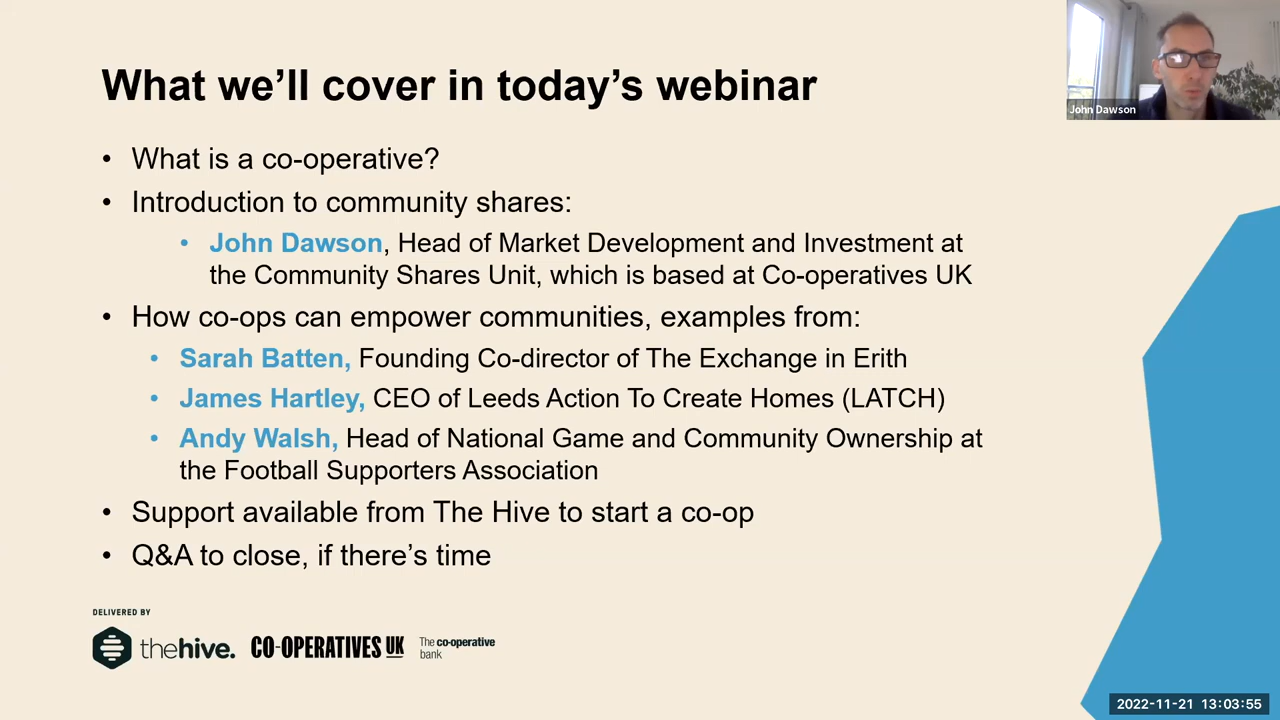 What we’ll cover in today’s webinar
John Dawson
• What is a co-operative?
• Introduction to community shares:
• John Dawson, Head of Market Development and Investment at
the Community Shares Unit, which is based at Co-operatives UK
• How co-ops can empower communities, examples from:
• Sarah Batten, Founding Co-director of The Exchange in Erith
• James Hartley, CEO of Leeds Action To Create Homes (LATCH)
• Andy Walsh, Head of National Game and Community Ownership at
the Football Supporters Association
• Support available from The Hive to start a co-op
• Q&A to close, if there’s time
DELIVERED BY
thehive.
CO-OPERATIVES UK
The co-operative
bank
2022-11-21 13:03:55